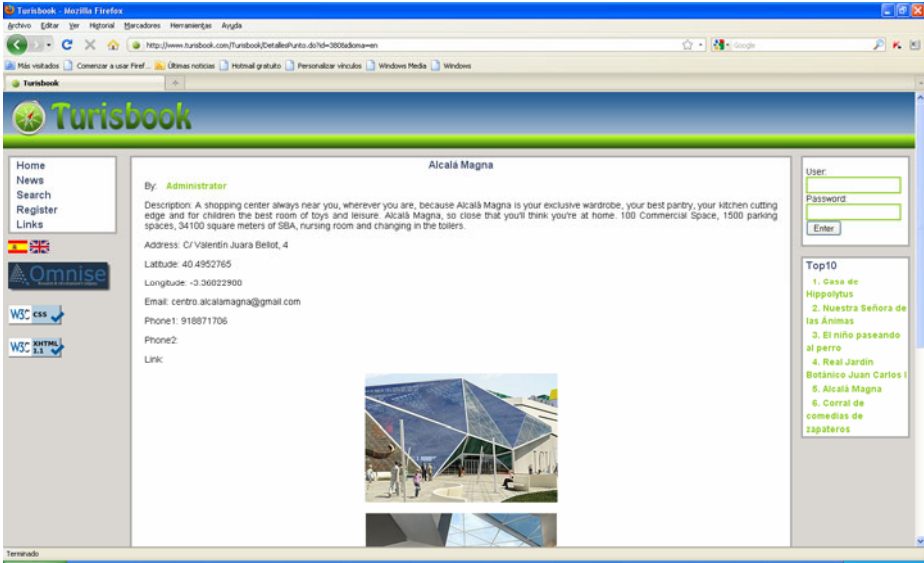 Turisbook - Mozilla Firefox
Archivo Editar Ver Historial Marcadores Herramientas Ayuda
http://www.turisbook.com/Turisbook/DetallesPunto.do?id=380&idioma=en
Google
Más visitados Comenzar a usar Firef... Últimas noticias Hotmail gratuito Personalizar vínculos Windows Media Windows
Turisbook
Turisbook
Home
News
Search
Register
Links
Omnise
W3C css
W3C XHTML 1.1
Alcalá Magna
By: Administrator
Description: A shopping center always near you, wherever you are, because Alcalá Magna is your exclusive wardrobe, your best pantry, your kitchen cutting
edge and for children the best room of toys and leisure. Alcalá Magna, so close that you'll think you're at home. 100 Commercial Space, 1500 parking
spaces, 34100 square meters of SBA, nursing room and changing in the toilers.
Address: C/ Valentín Juara Bellot, 4
Latitude: 40.4952765
Longitude: -3.36022900
Email: centro.alcalamagna@gmail.com
Phone1: 918871706
Phone2:
Link:
User:
Password:
Enter
Top10
1. Casa de
Hippolytus
2. Nuestra Señora de
las Ánimas
3. El niño paseando
al perro
4. Real Jardín
Botánico Juan Carlos I
5. Alcalá Magna
6. Corral de
comedias de
zapateros
Terminado